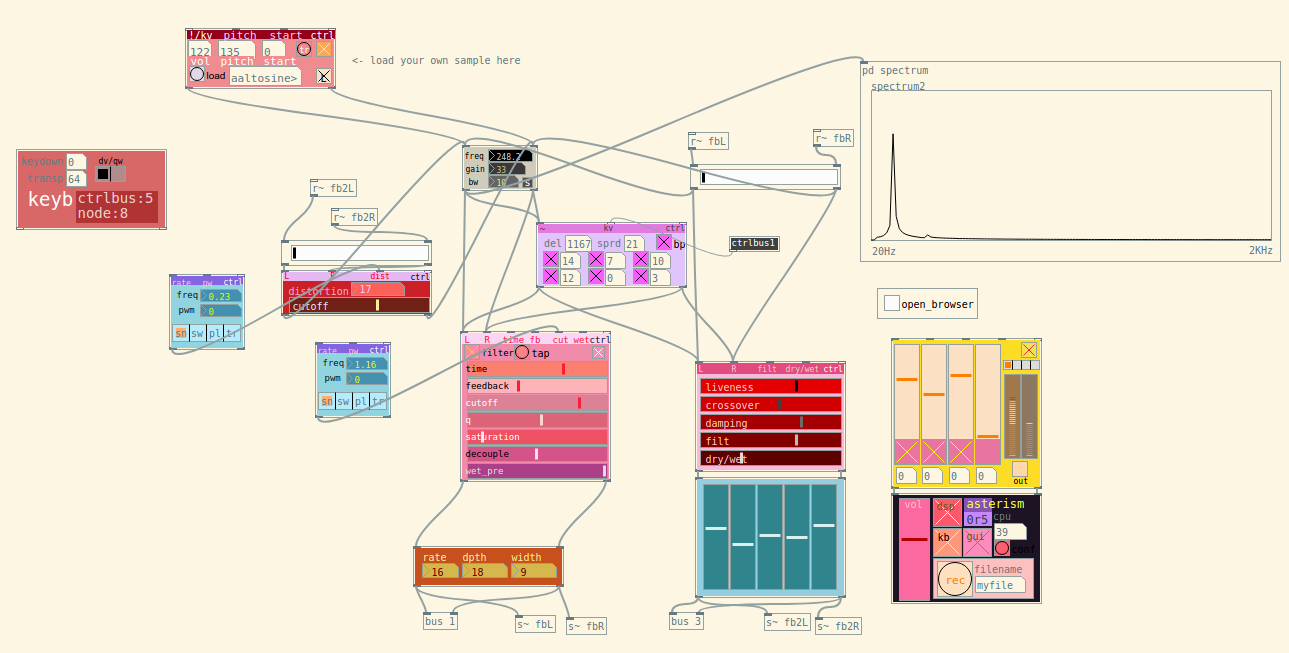 !/kv pitch start ctrl
122 135 0
vol pitch start
load aaltosine> L
<- load your own sample here
pd spectrum
spectrum2
20Hz 2KHz
r~ fbL
r~ fbR
keydown 0 dv/qw
transp 64
keyb ctrlbus:5
node:8
freq 248.2
gain 33
bw 10 s
r~ fb2L
r~ fb2R
~ kv ctrl
del 1167 sprd 21 bp
14 7 10
12 0 3
ctrlbus1
L dist ctrl
distortion 17
cutoff
rate pw ctrl
freq 0.23
pwm 0
sn sw pl tr
open_browser
rate pw ctrl
freq 1.16
pwm 0
sn sw pl tr
L R time fb cut wetctrl
filter tap
time
feedback
cutoff
q
saturation
decouple
wet_pre
L R filt dry/wet ctrl
liveness
crossover
damping
filt
dry/wet
0 0 0 0
out
vol dsp asterism
0r5 cpu
39
kb gui
conf
rec filename
myfile
rate dpth width
16 18 9
bus 1
s~ fbL
s~ fbR
bus 3
s~ fb2L
s~ fb2R